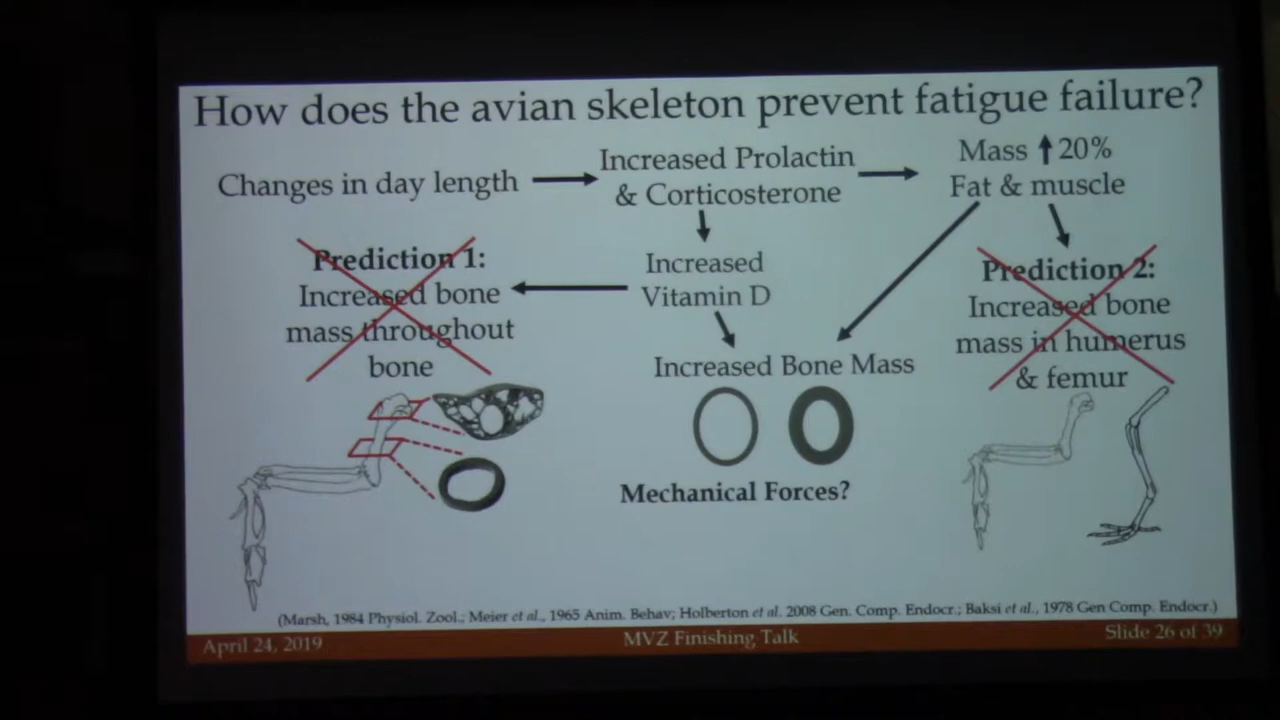 How does the avian skeleton prevent fatigue failure?
Changes in day length
Increased Prolactin
& Corticosterone
Mass ↑ 20%
Fat & muscle
Prediction 1:
Increased bone
mass throughout
bone
Increased
Vitamin D
Prediction 2:
Increased bone
mass in humerus
& femur
Increased Bone Mass
Mechanical Forces?
(Marsh, 1984 Physiol. Zool.; Meier et al., 1965 Anim. Behav; Holberton et al. 2008 Gen. Comp. Endocr.; Baksi et al., 1978 Gen Comp. Endocr.)
April 24, 2019
MVZ Finishing Talk
Slide 26 of 39